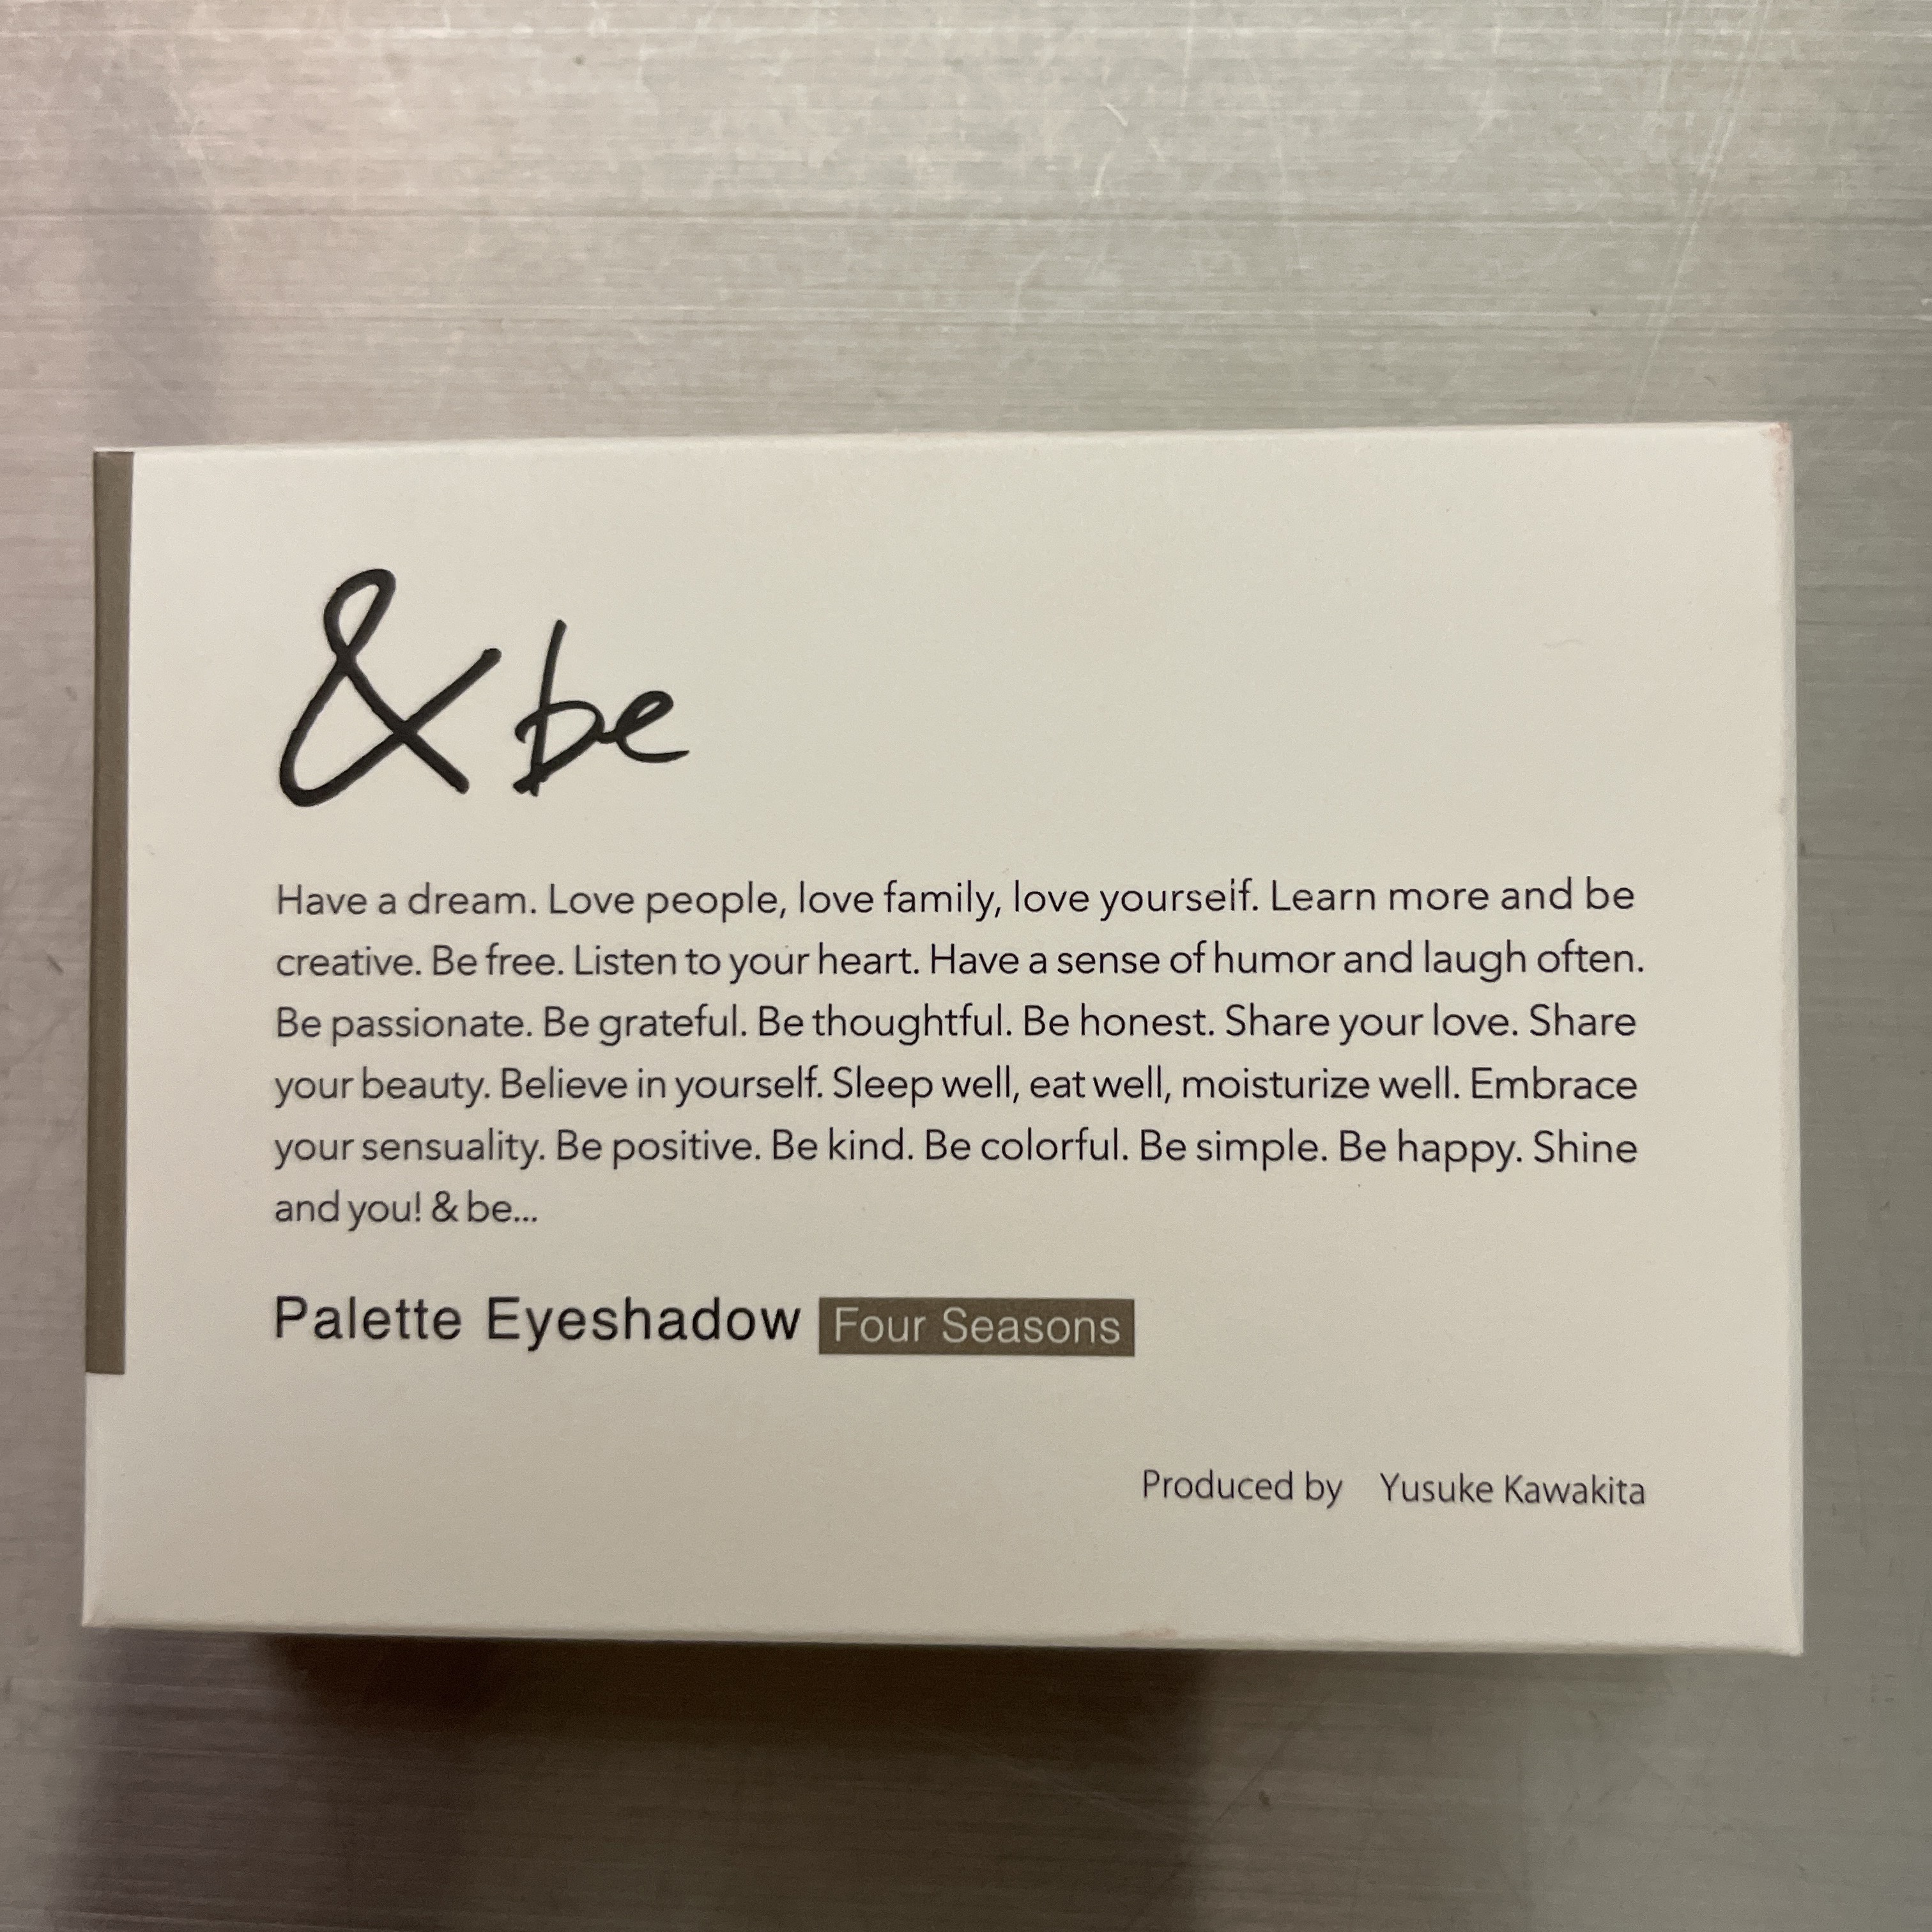 & be
Have a dream. Love people, love family, love yourself. Learn more and be
creative. Be free. Listen to your heart. Have a sense of humor and laugh often.
Be passionate. Be grateful. Be thoughtful. Be honest. Share your love. Share
your beauty. Believe in yourself. Sleep well, eat well, moisturize well. Embrace
your sensuality. Be positive. Be kind. Be colorful. Be simple. Be happy. Shine
and you! & be...
Palette Eyeshadow Four Seasons
Produced by Yusuke Kawakita